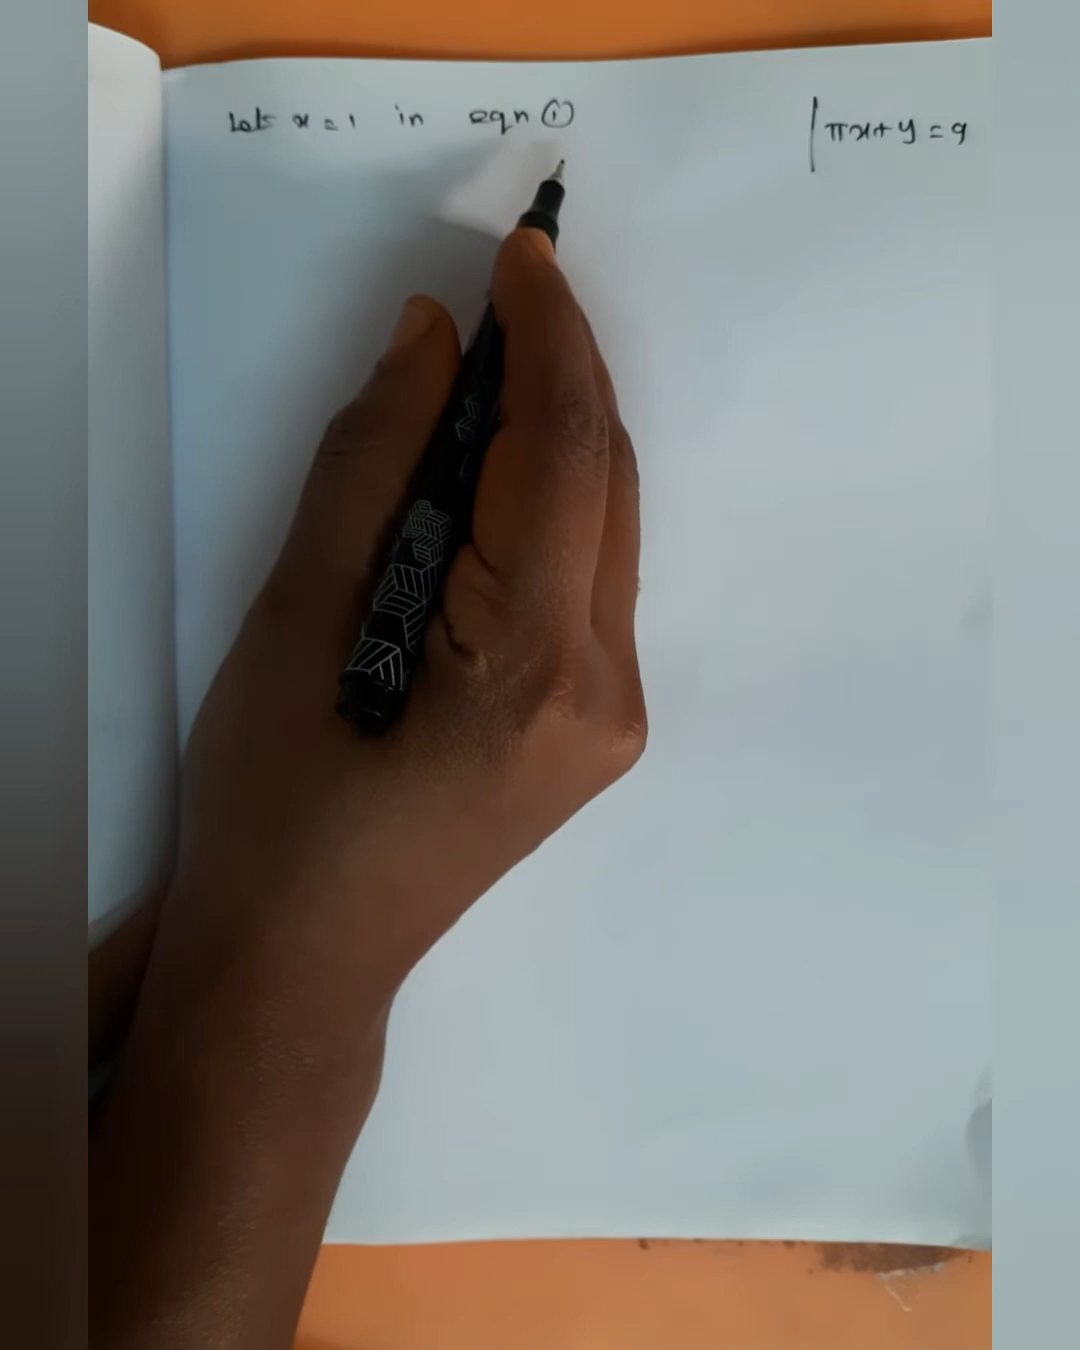 Let x = 1 in eqn ①
πx + y = 9